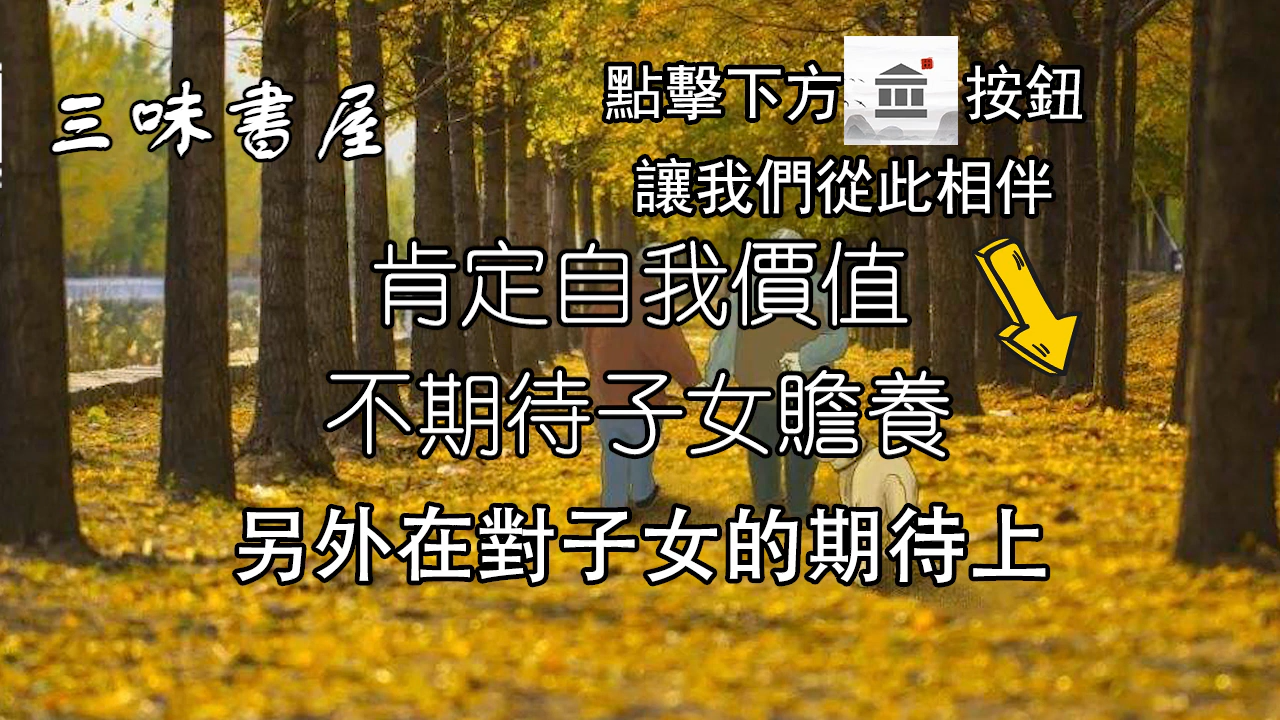 三味書屋
點擊下方 按鈕
讓我們從此相伴
肯定自我價值
不期待子女贍養
另外在對子女的期待上